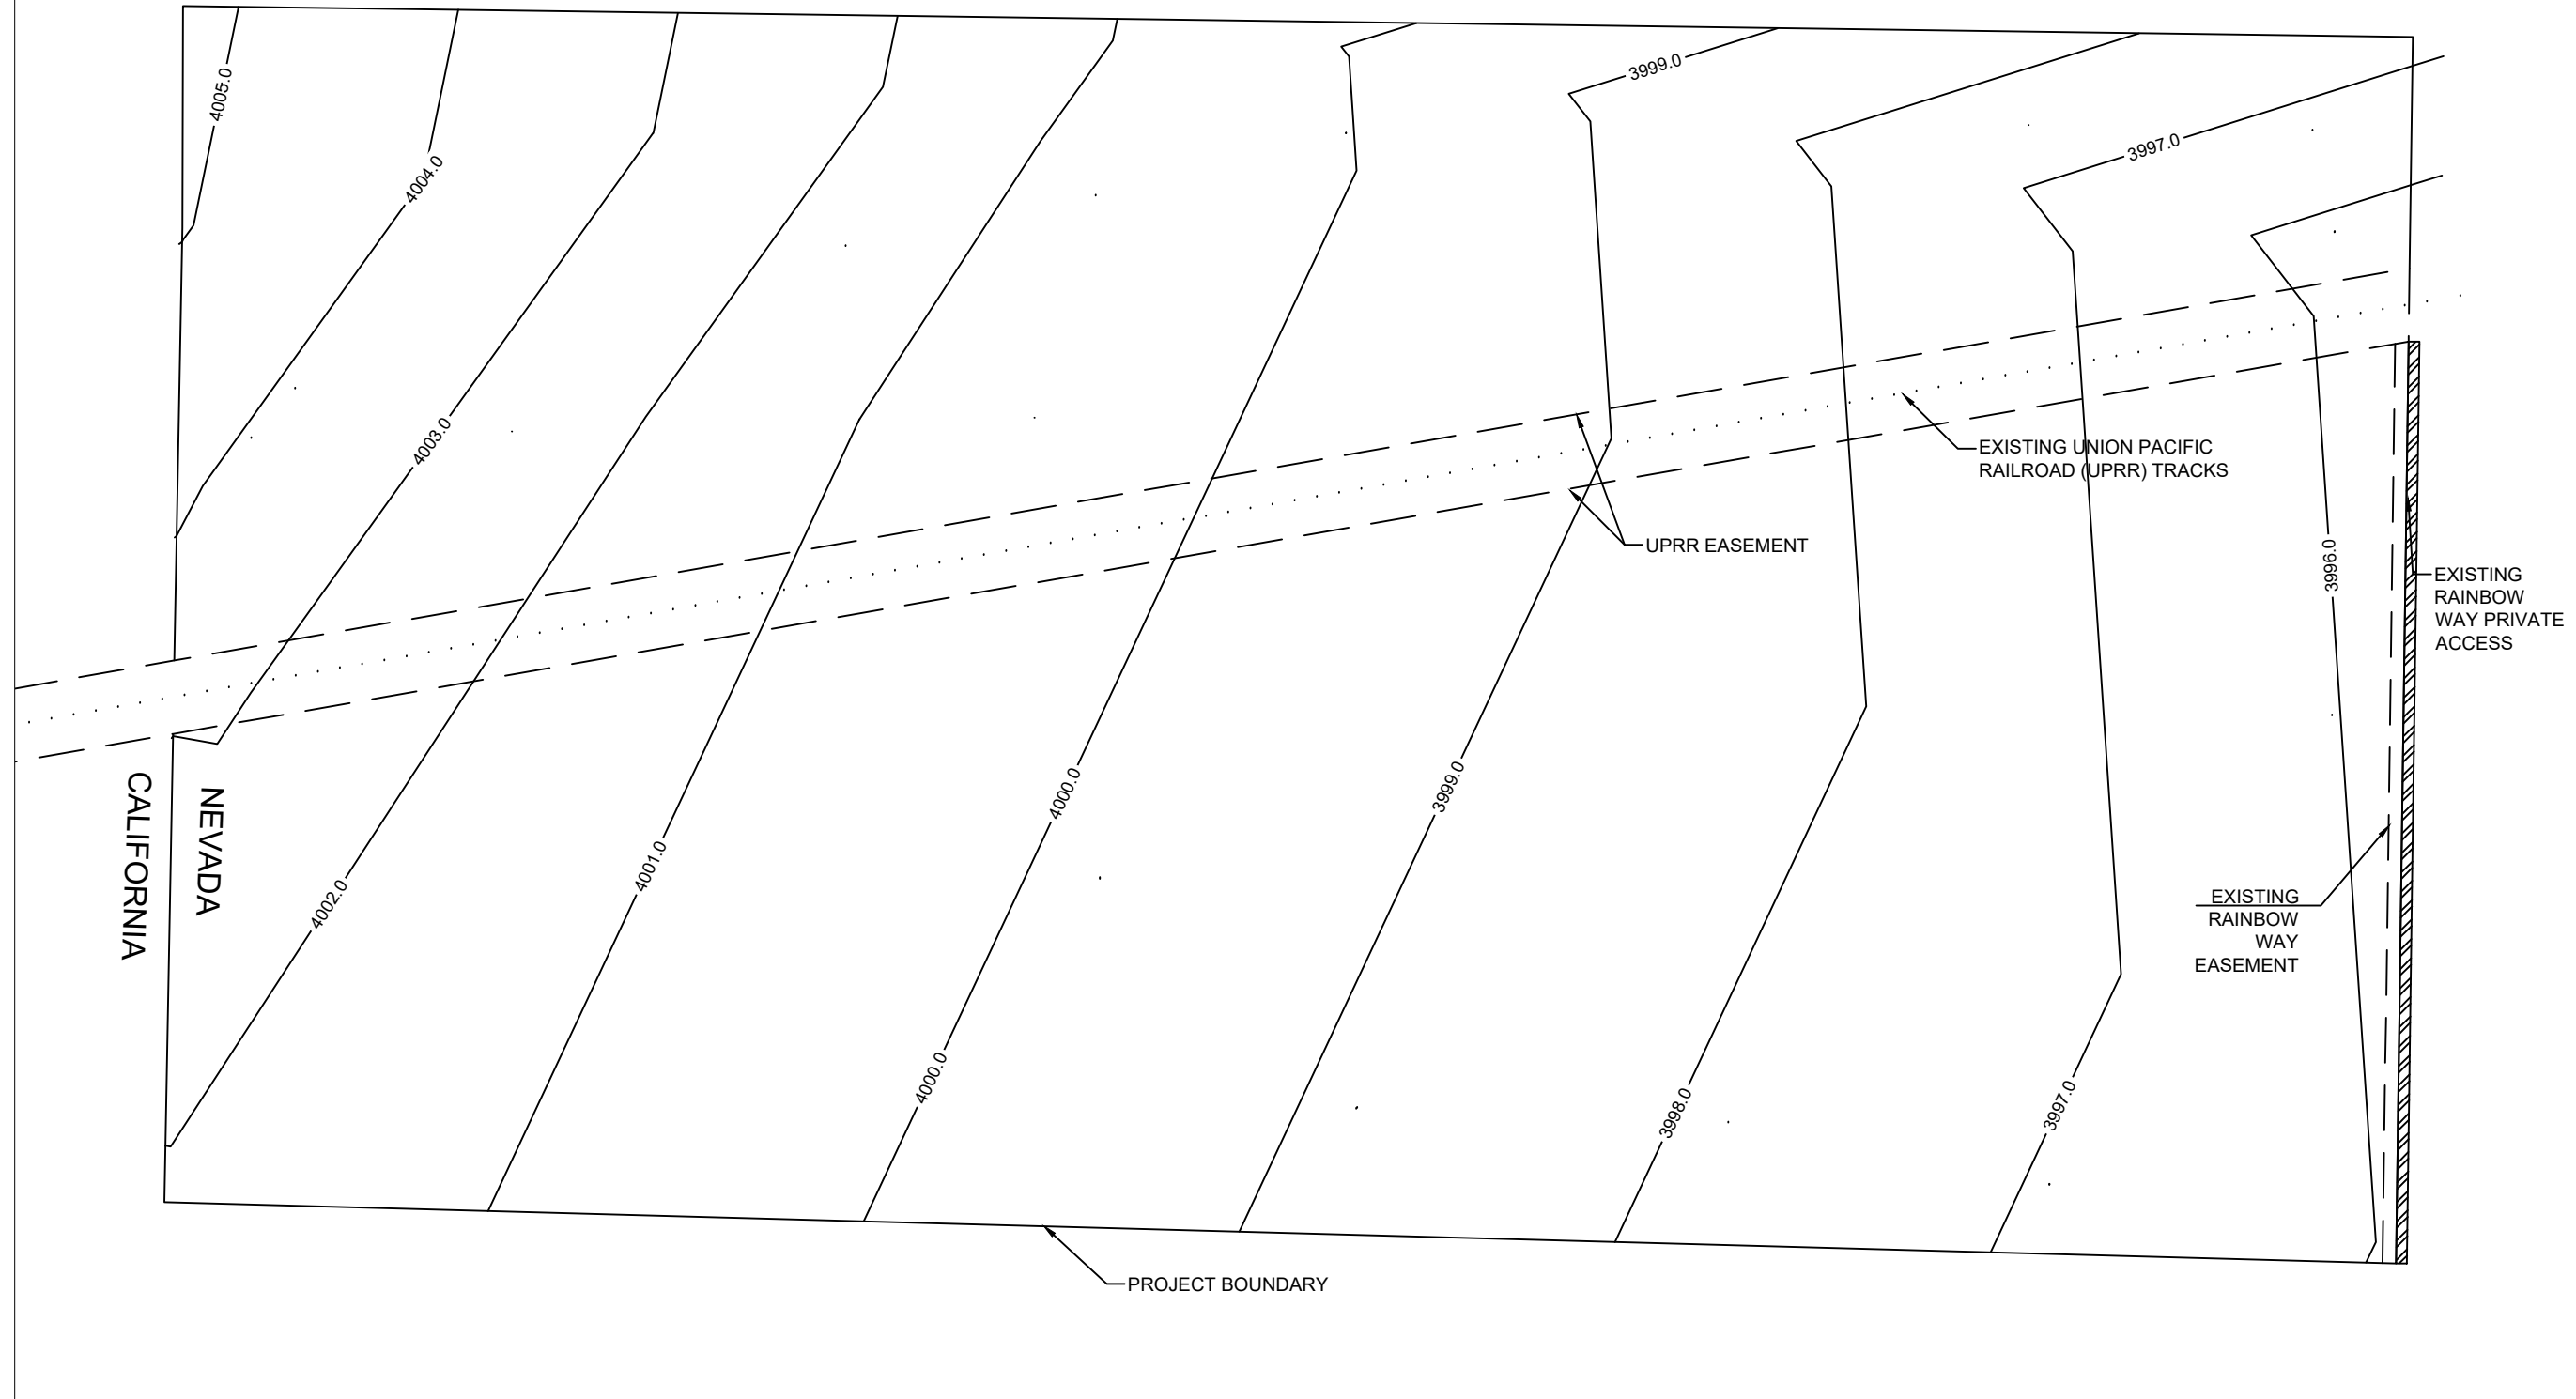 4005.0
3999.0
3997.0
4004.0
4003.0
EXISTING UNION PACIFIC
RAILROAD (UPRR) TRACKS
UPRR EASEMENT
3996.0
EXISTING
RAINBOW
WAY PRIVATE
ACCESS
NEVADA
CALIFORNIA
4002.0
4001.0
4000.0
3999.0
EXISTING
RAINBOW
WAY
EASEMENT
4000.0
3998.0
3997.0
PROJECT BOUNDARY